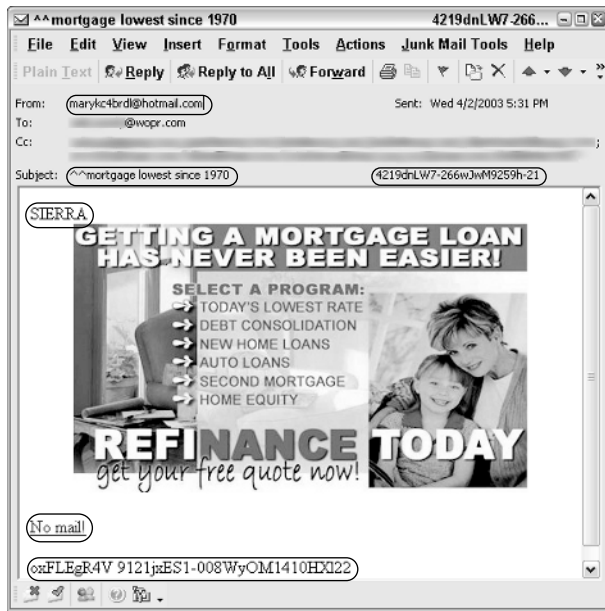 ^^mortgage lowest since 1970 4219dnLW7-266...
File Edit View Insert Format Tools Actions Junk Mail Tools Help
Plain Text Reply Reply to All Forward
From: marykc4brdl@hotmail.com Sent: Wed 4/2/2003 5:31 PM
To: @wopr.com
Cc: ;
Subject: ^^mortgage lowest since 1970 4219dnLW7-266wJwM9259h-21
SIERRA
GETTING A MORTGAGE LOAN
HAS NEVER BEEN EASIER!
SELECT A PROGRAM:
TODAY'S LOWEST RATE
DEBT CONSOLIDATION
NEW HOME LOANS
AUTO LOANS
SECOND MORTGAGE
HOME EQUITY
REFINANCE TODAY
get your free quote now!
No mail!
oxFLEgR4V 9121jxES1-008WyOM1410HXl22